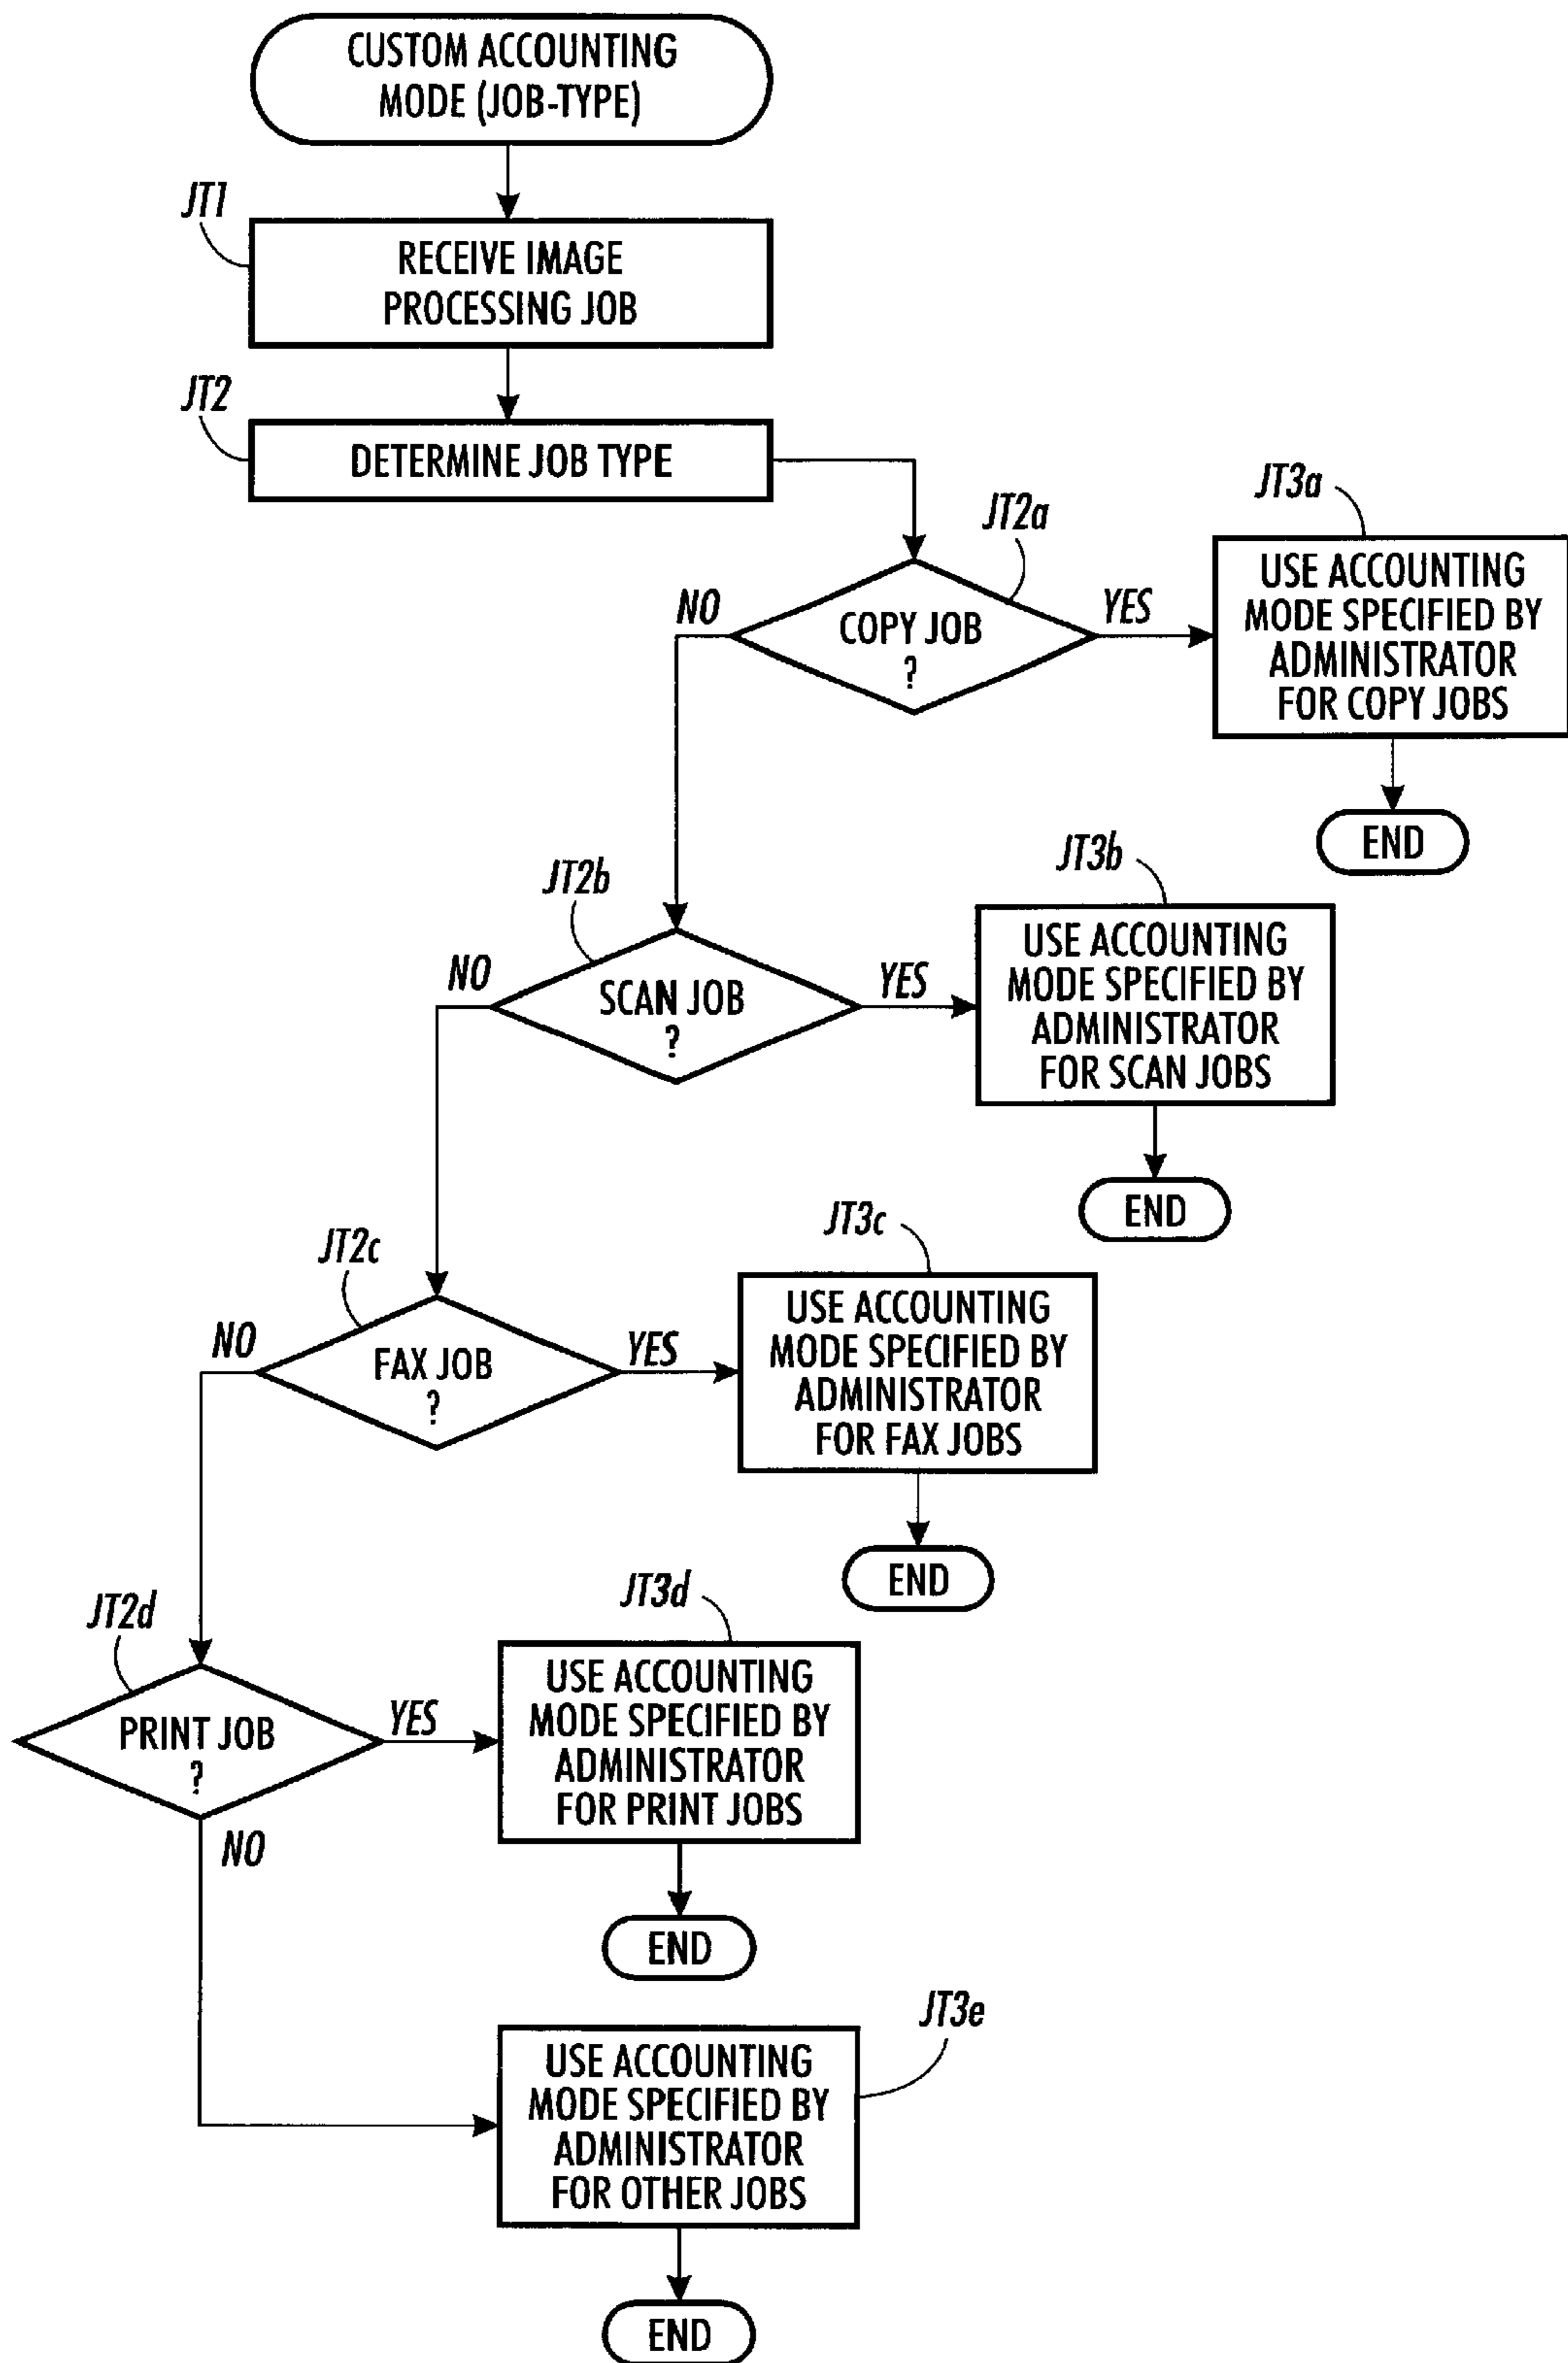 CUSTOM ACCOUNTING
MODE (JOB-TYPE)
JT1
RECEIVE IMAGE
PROCESSING JOB
JT2
DETERMINE JOB TYPE
JT2a
COPY JOB
?
NO
YES
JT3a
USE ACCOUNTING
MODE SPECIFIED BY
ADMINISTRATOR
FOR COPY JOBS
END
JT2b
SCAN JOB
?
NO
YES
JT3b
USE ACCOUNTING
MODE SPECIFIED BY
ADMINISTRATOR
FOR SCAN JOBS
END
JT2c
FAX JOB
?
NO
YES
JT3c
USE ACCOUNTING
MODE SPECIFIED BY
ADMINISTRATOR
FOR FAX JOBS
END
JT2d
PRINT JOB
?
YES
NO
JT3d
USE ACCOUNTING
MODE SPECIFIED BY
ADMINISTRATOR
FOR PRINT JOBS
END
JT3e
USE ACCOUNTING
MODE SPECIFIED BY
ADMINISTRATOR
FOR OTHER JOBS
END